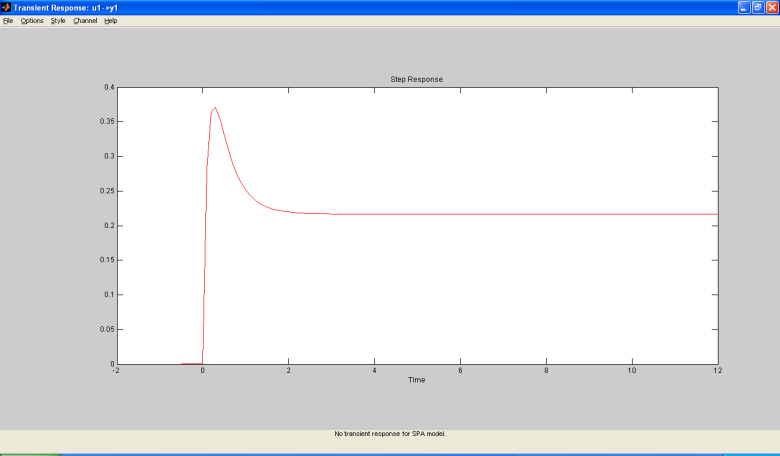 Transient Response: u1->y1
File Options Style Channel Help
Step Response
0.4
0.35
0.3
0.25
0.2
0.15
0.1
0.05
0
-2 0 2 4 6 8 10 12
Time
No transient response for SPA model.